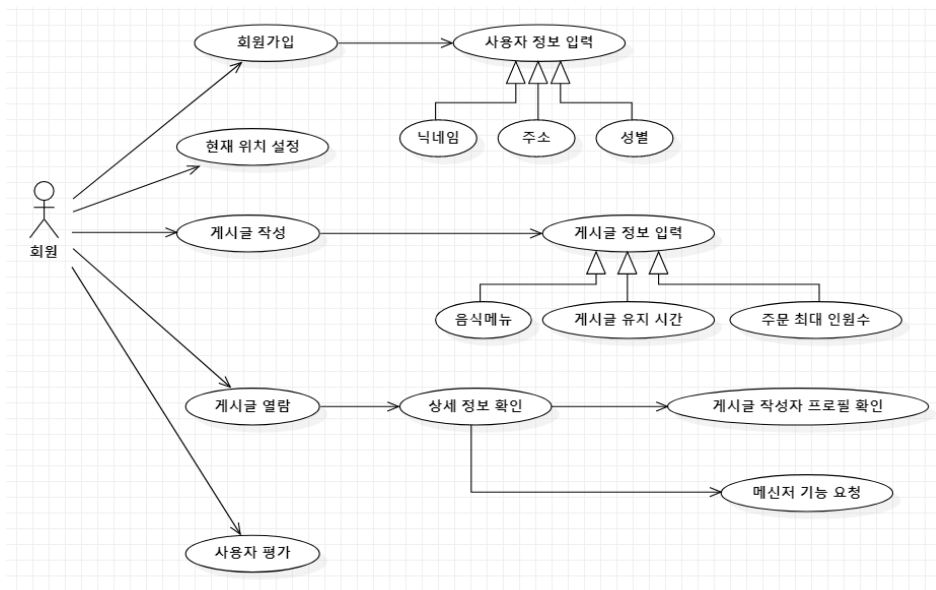 회원가입
사용자 정보 입력
닉네임
주소
성별
현재 위치 설정
회원
게시글 작성
게시글 정보 입력
음식메뉴
게시글 유지 시간
주문 최대 인원수
게시글 열람
상세 정보 확인
게시글 작성자 프로필 확인
메신저 기능 요청
사용자 평가